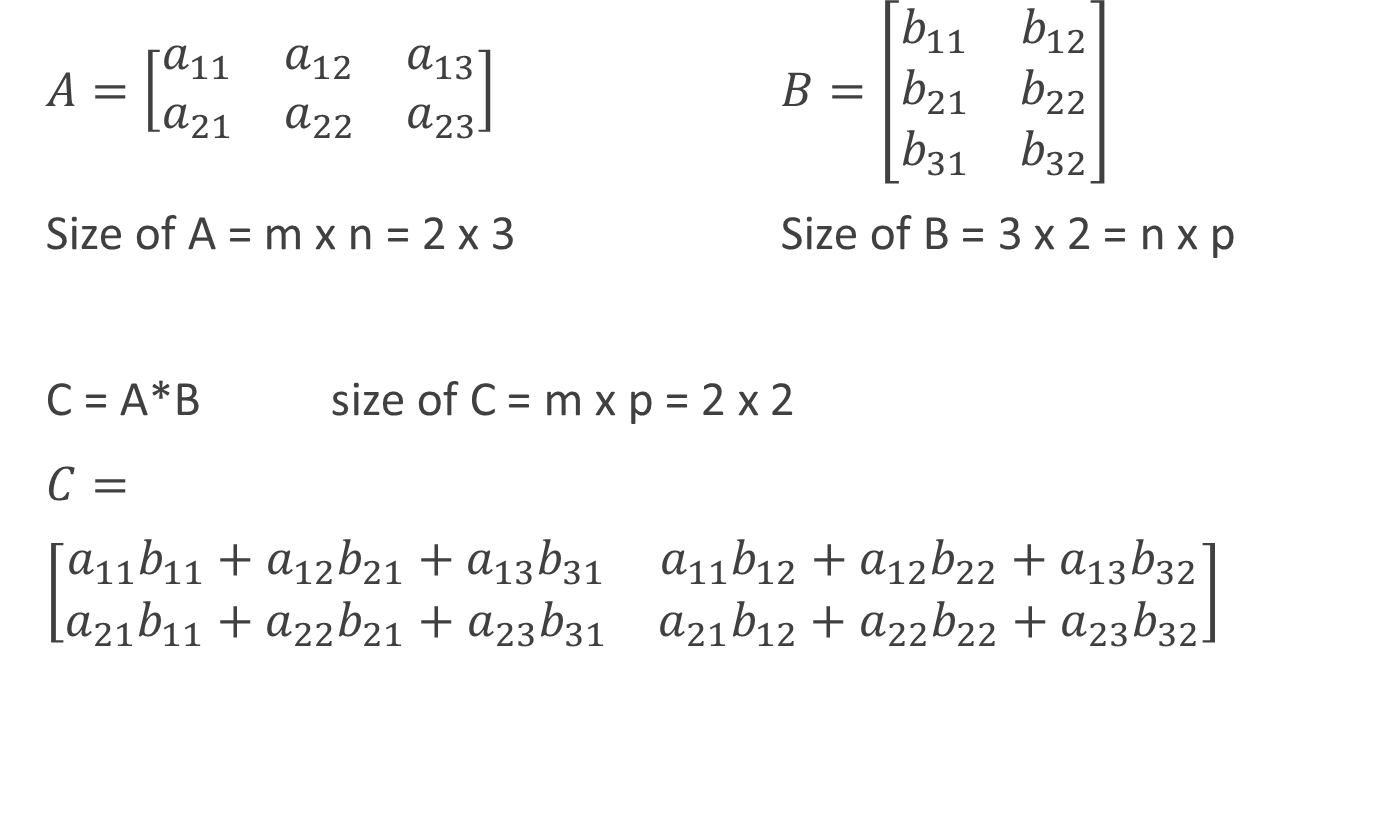 A = [a₁₁ a₁₂ a₁₃
a₂₁ a₂₂ a₂₃]
B = [b₁₁ b₁₂
b₂₁ b₂₂
b₃₁ b₃₂]
Size of A = m x n = 2 x 3
Size of B = 3 x 2 = n x p
C = A*B size of C = m x p = 2 x 2
C =
[a₁₁b₁₁ + a₁₂b₂₁ + a₁₃b₃₁ a₁₁b₁₂ + a₁₂b₂₂ + a₁₃b₃₂
a₂₁b₁₁ + a₂₂b₂₁ + a₂₃b₃₁ a₂₁b₁₂ + a₂₂b₂₂ + a₂₃b₃₂]